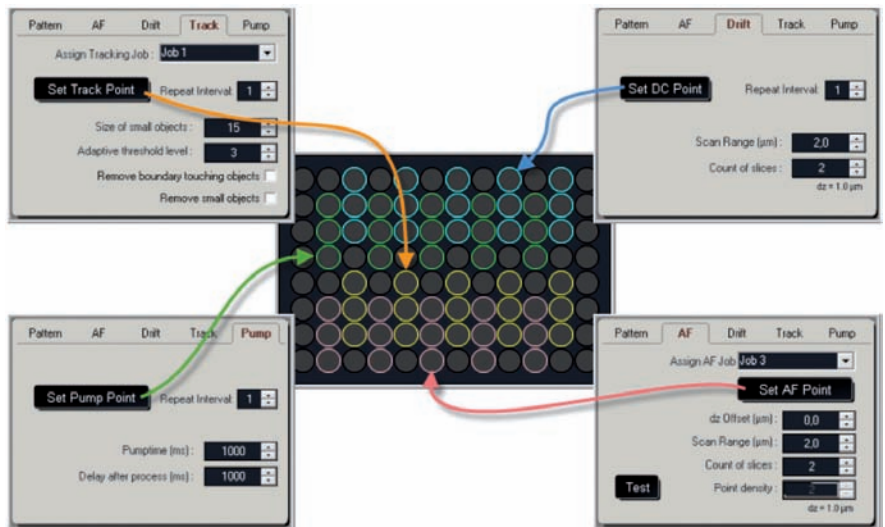 Pattern AF Drift Track Pump
Assign Tracking Job : Job 1
Set Track Point Repeat Interval: 1
Size of small objects : 15
Adaptive threshold level : 3
Remove boundary touching objects
Remove small objects
Pattern AF Drift Track Pump
Set DC Point Repeat Interval: 1
Scan Range (µm) : 2,0
Count of slices : 2
dz = 1.0 µm
Pattern AF Drift Track Pump
Set Pump Point Repeat Interval: 1
Pumptime (ms) : 1000
Delay after process (ms) : 1000
Pattern AF Drift Track Pump
Assign AF Job Job 3
Set AF Point
dz Offset (µm) : 0,0
Scan Range (µm) : 2,0
Count of slices : 2
Test Point density : 2
dz = 1.0 µm